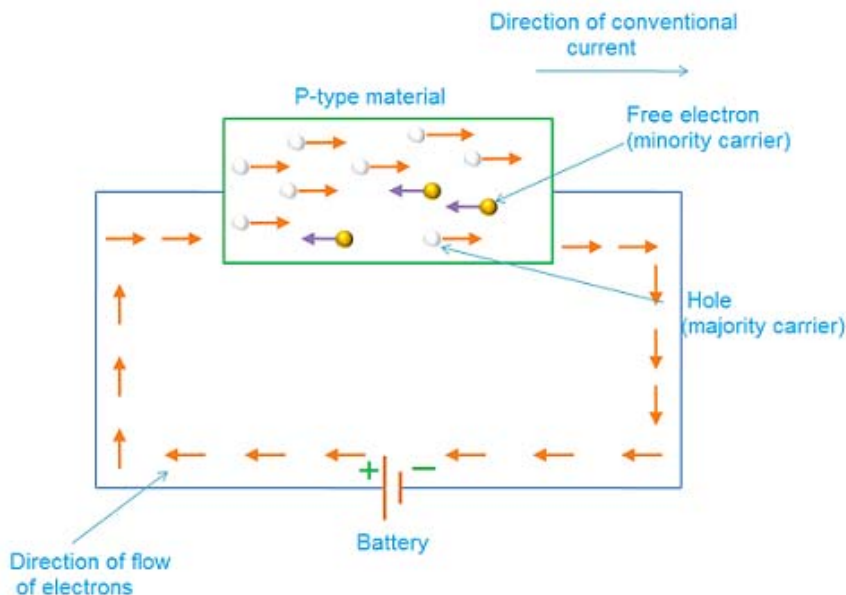 Direction of conventional
current
P-type material
Free electron
(minority carrier)
Hole
(majority carrier)
+
−
Battery
Direction of flow
of electrons